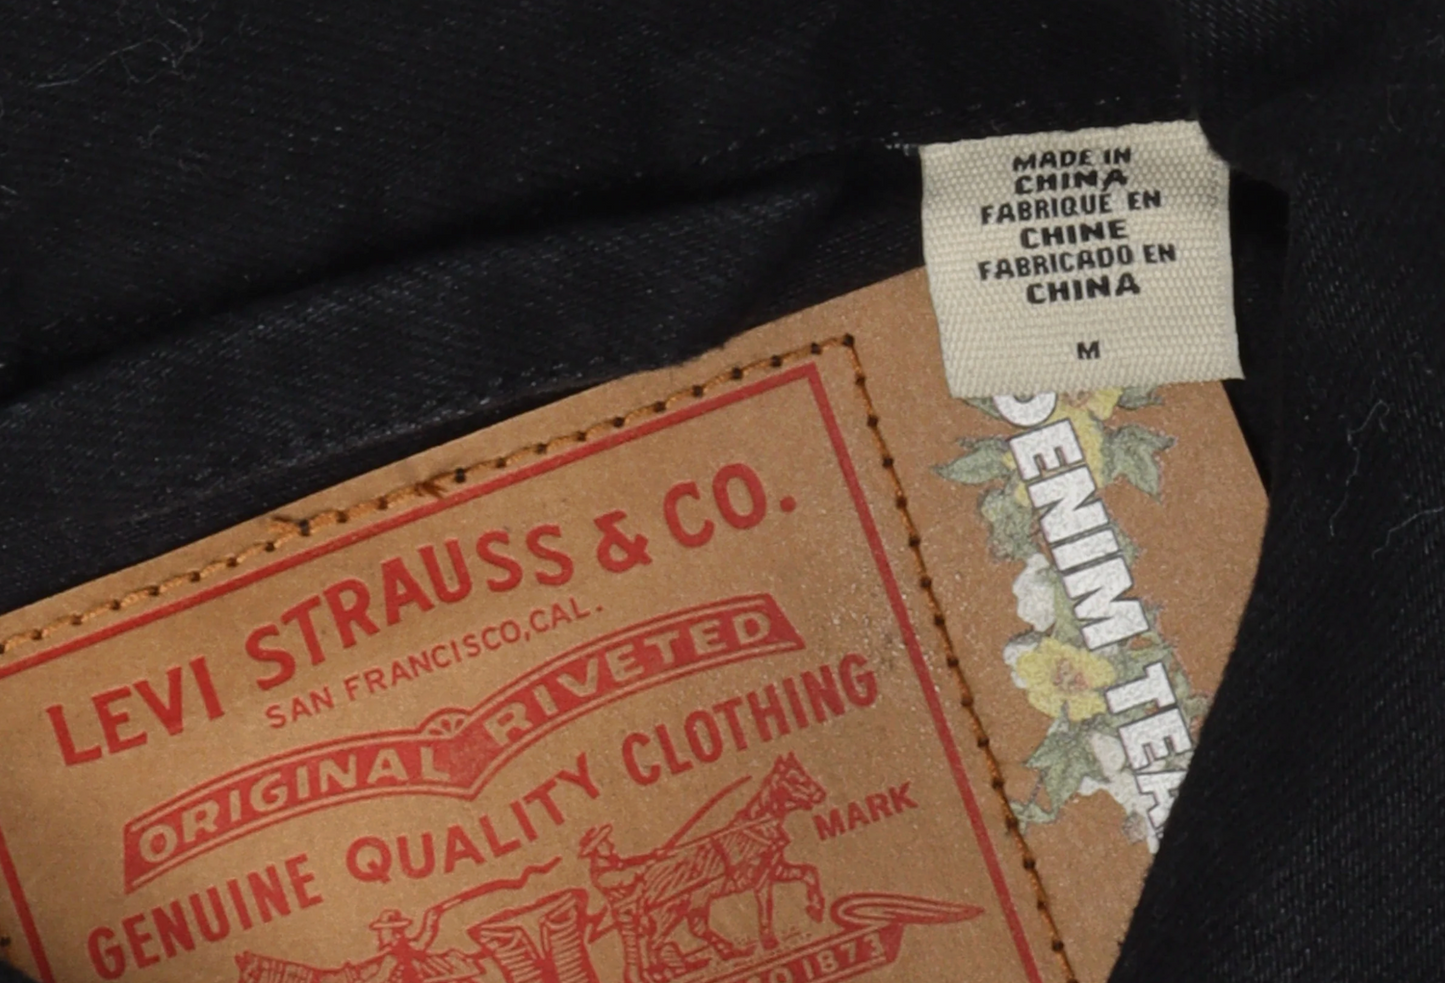 MADE IN
CHINA
FABRIQUE EN
CHINE
FABRICADO EN
CHINA
M
LEVI STRAUSS & CO.
SAN FRANCISCO, CAL.
ORIGINAL RIVETED
GENUINE QUALITY CLOTHING
MARK
1873
DENIM TEA